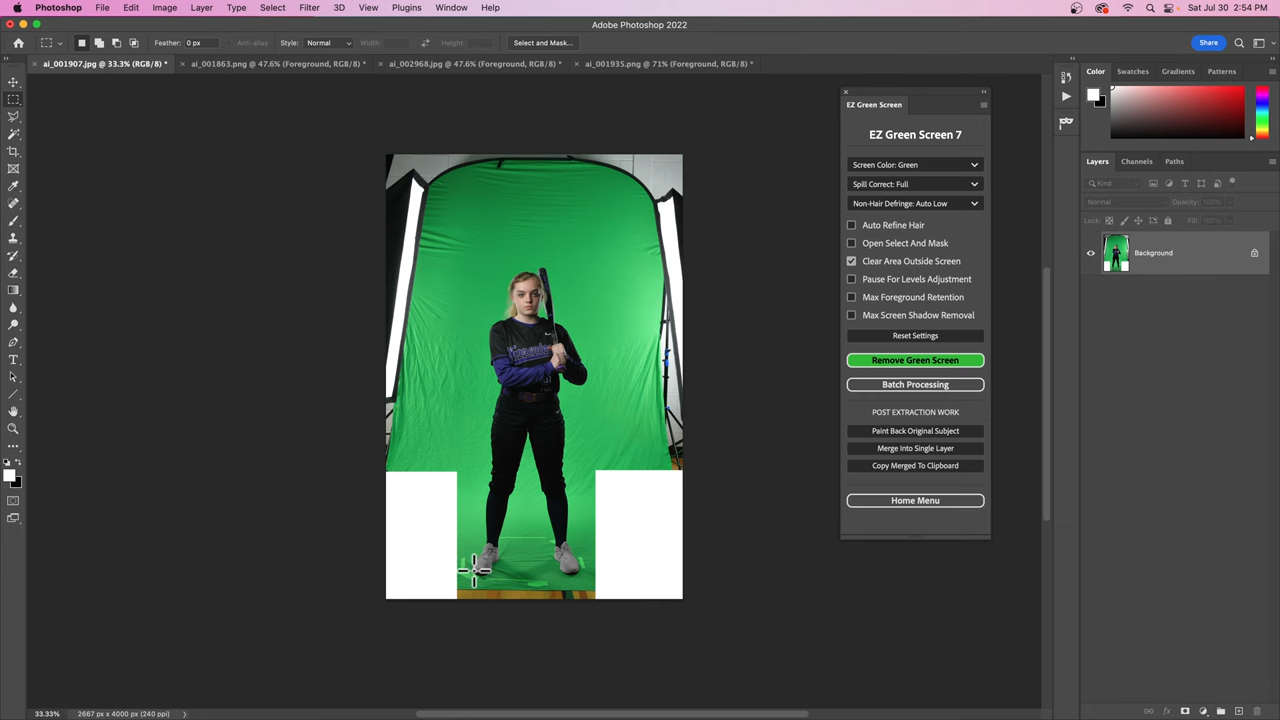 Photoshop File Edit Image Layer Type Select Filter 3D View Plugins Window Help Sat Jul 30 2:54 PM
Adobe Photoshop 2022
Feather: 0 px Anti-alias Style: Normal Width: Height: Select and Mask... Share
ai_001907.jpg @ 33.3% (RGB/8) * ai_001863.png @ 47.6% (Foreground, RGB/8) * ai_002968.png @ 47.6% (Foreground, RGB/8) * ai_001935.png @ 71% (Foreground, RGB/8) *
EZ Green Screen
EZ Green Screen 7
Screen Color: Green
Spill Correct: Full
Non-Hair Defringe: Auto Low
Auto Refine Hair
Open Select And Mask
Clear Area Outside Screen
Pause For Levels Adjustment
Max Foreground Retention
Max Screen Shadow Removal
Reset Settings
Remove Green Screen
Batch Processing
POST EXTRACTION WORK
Paint Back Original Subject
Merge Into Single Layer
Copy Merged To Clipboard
Home Menu
Color Swatches Gradients Patterns
Layers Channels Paths
Kind
Normal Opacity: 100%
Lock: Fill: 100%
Background
33.33% 2667 px x 4000 px (240 ppi)